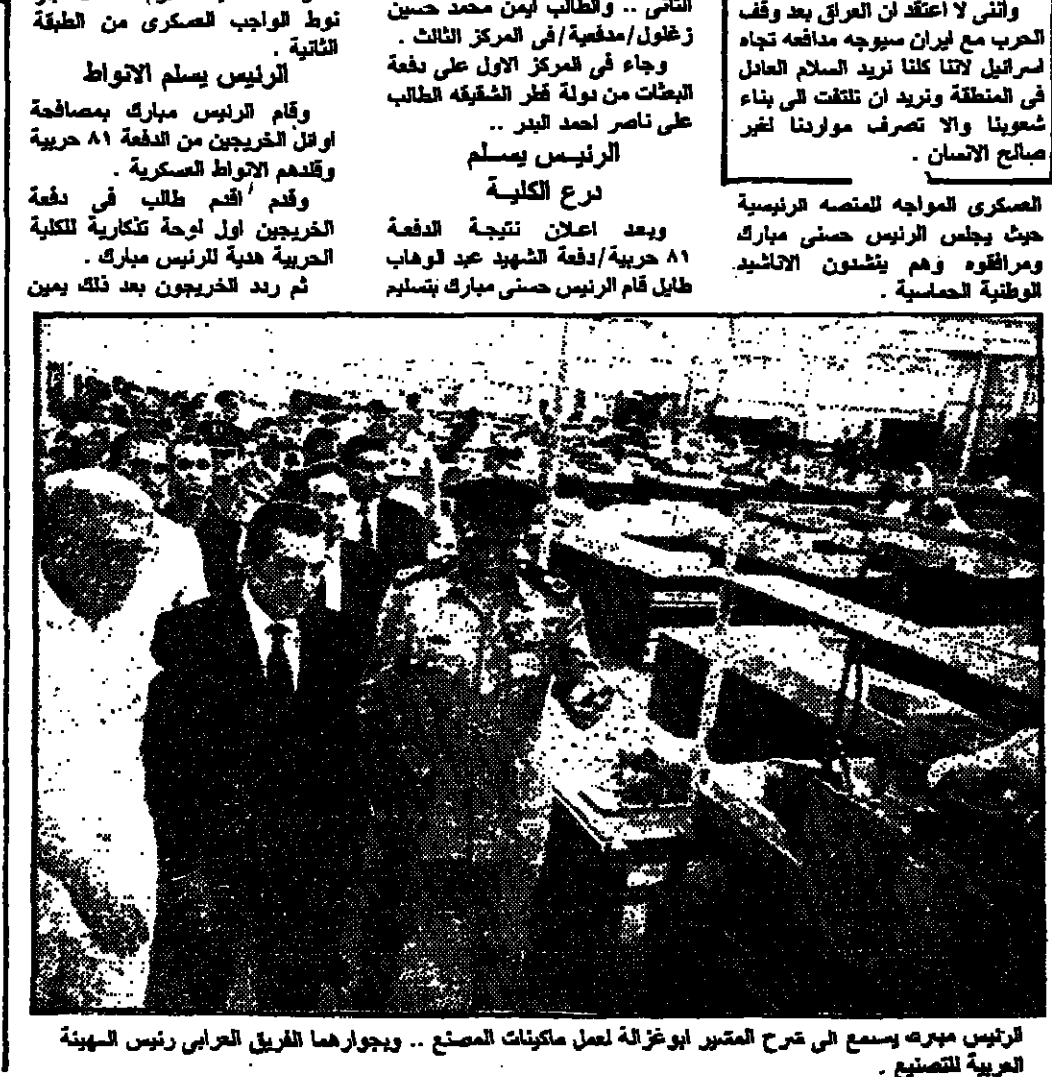 وأننى لا اعتقد ان العراق بعد وقف
الحرب مع ايران سيوجه مدافعه تجاه
اسرائيل لاننا كلنا نريد السلام العادل
فى المنطقة ونريد ان نلتفت الى بناء
شعوبنا والا تصرف مواردنا لغير
صالح الانسان .
العسكرى المواجه للمنصه الرئيسية
حيث يجلس الرئيس حسنى مبارك
ومرافقوه وهم ينشدون الاناشيد
الوطنية الحماسية .
الثانى .. والطالب ايمن محمد حسين
زغلول/مدفعية/فى المركز الثالث .
وجاء فى المركز الاول على دفعة
البعثات من دولة قطر الشقيقه الطالب
على ناصر احمد البدر ..
الرئيس يسلم
درع الكلية
وبعد اعلان نتيجة الدفعة
٨١ حربية/دفعة الشهيد عبد الوهاب
طايل قام الرئيس حسنى مبارك بتسليم
نوط الواجب العسكرى من الطبقة
الثانية .
الرئيس يسلم الانواط
وقام الرئيس مبارك بمصافحة
اوائل الخريجين من الدفعة ٨١ حربية
وقلدهم الانواط العسكرية .
وقدم اقدم طالب فى دفعة
الخريجين اول لوحة تذكارية للكلية
الحربية هدية للرئيس مبارك .
ثم ردد الخريجون بعد ذلك يمين
الرئيس مبارك يستمع الى شرح المشير ابوغزالة لعمل ماكينات المصنع .. وبجوارهما الفريق العرابى رئيس الهيئة
العربية للتصنيع .